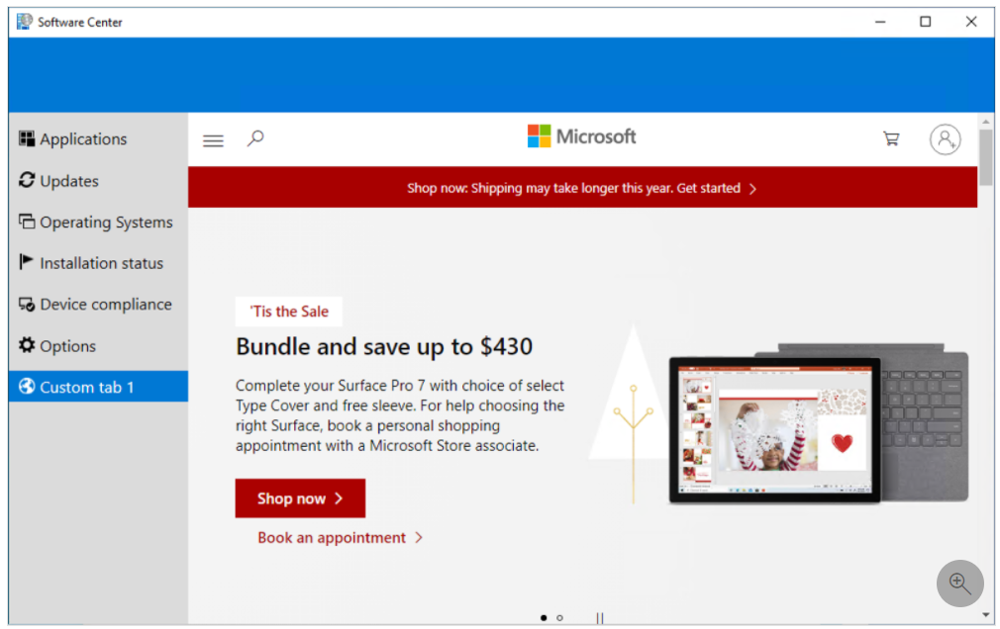 Software Center
Applications
Updates
Operating Systems
Installation status
Device compliance
Options
Custom tab 1
Microsoft
Shop now: Shipping may take longer this year. Get started
'Tis the Sale
Bundle and save up to $430
Complete your Surface Pro 7 with choice of select
Type Cover and free sleeve. For help choosing the
right Surface, book a personal shopping
appointment with a Microsoft Store associate.
Shop now
Book an appointment